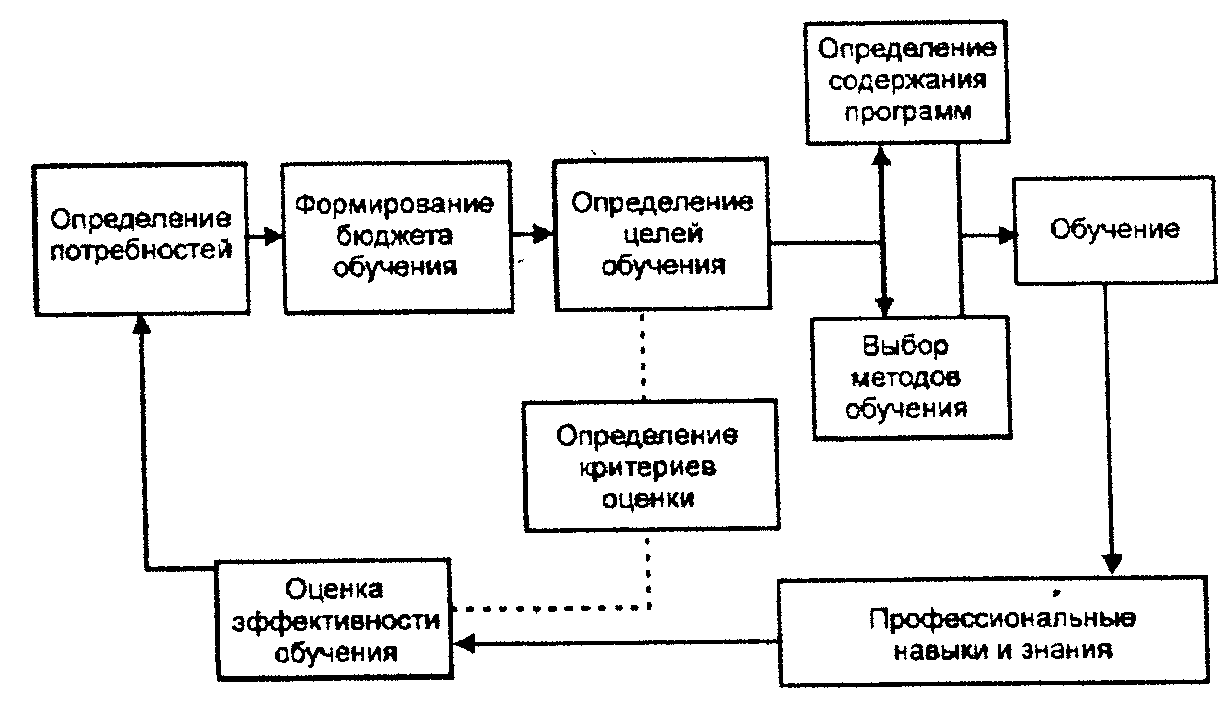 Определение
содержания
программ
Определение
потребностей
Формирование
бюджета
обучения
Определение
целей
обучения
Обучение
Выбор
методов
обучения
Определение
критериев
оценки
Оценка
эффективности
обучения
Профессиональные
навыки и знания